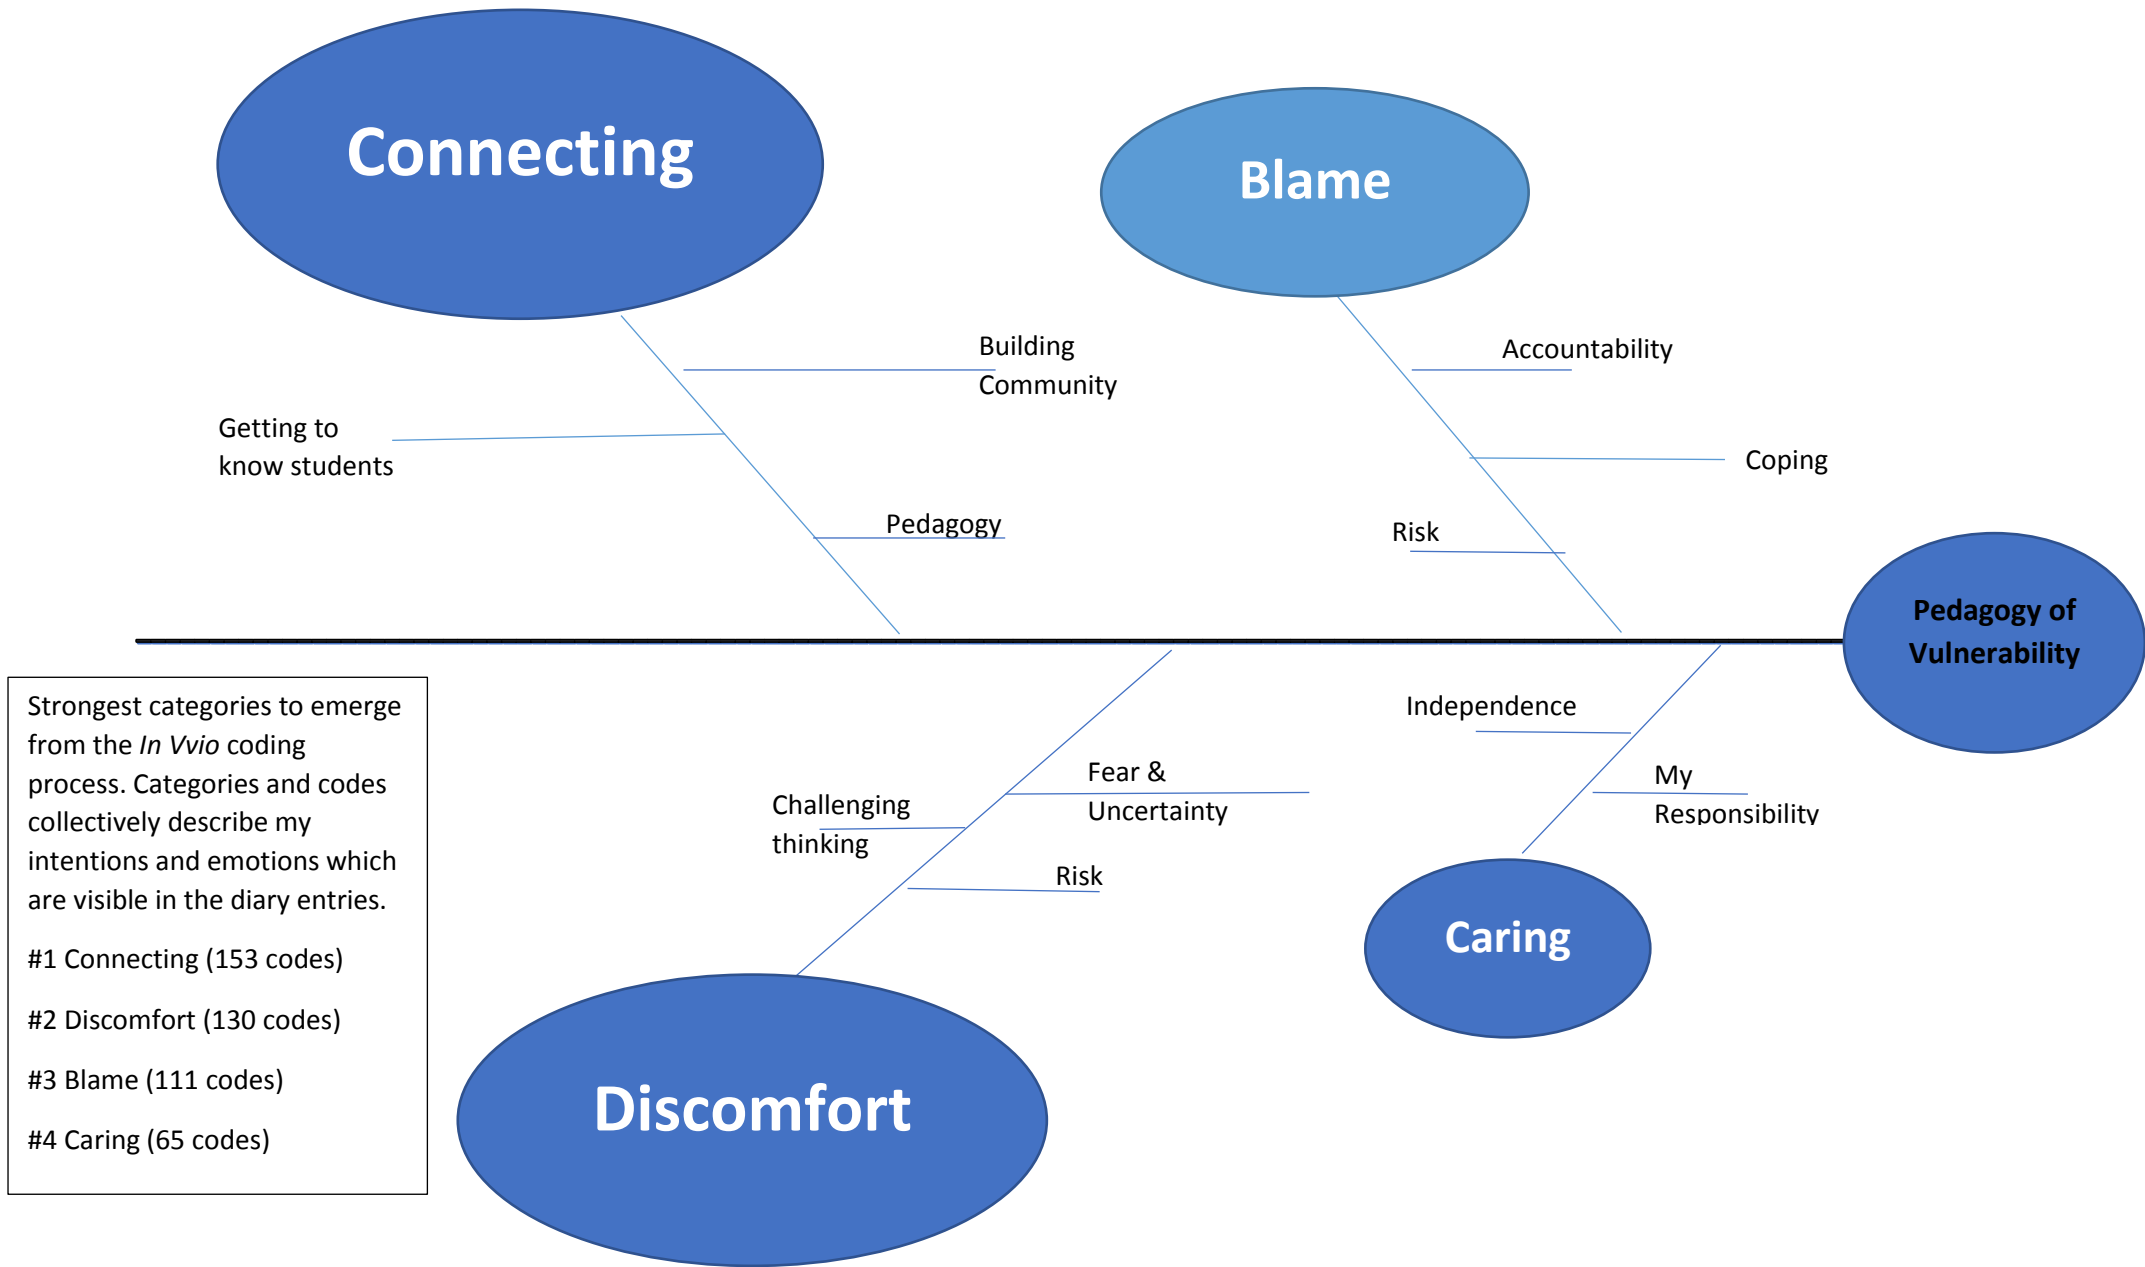 Connecting
Blame
Building
Community
Accountability
Getting to
know students
Coping
Pedagogy
Risk
Pedagogy of
Vulnerability
Strongest categories to emerge
from the In Vvio coding
process. Categories and codes
collectively describe my
intentions and emotions which
are visible in the diary entries.
#1 Connecting (153 codes)
#2 Discomfort (130 codes)
#3 Blame (111 codes)
#4 Caring (65 codes)
Independence
Fear &
Uncertainty
My
Responsibility
Challenging
thinking
Risk
Caring
Discomfort